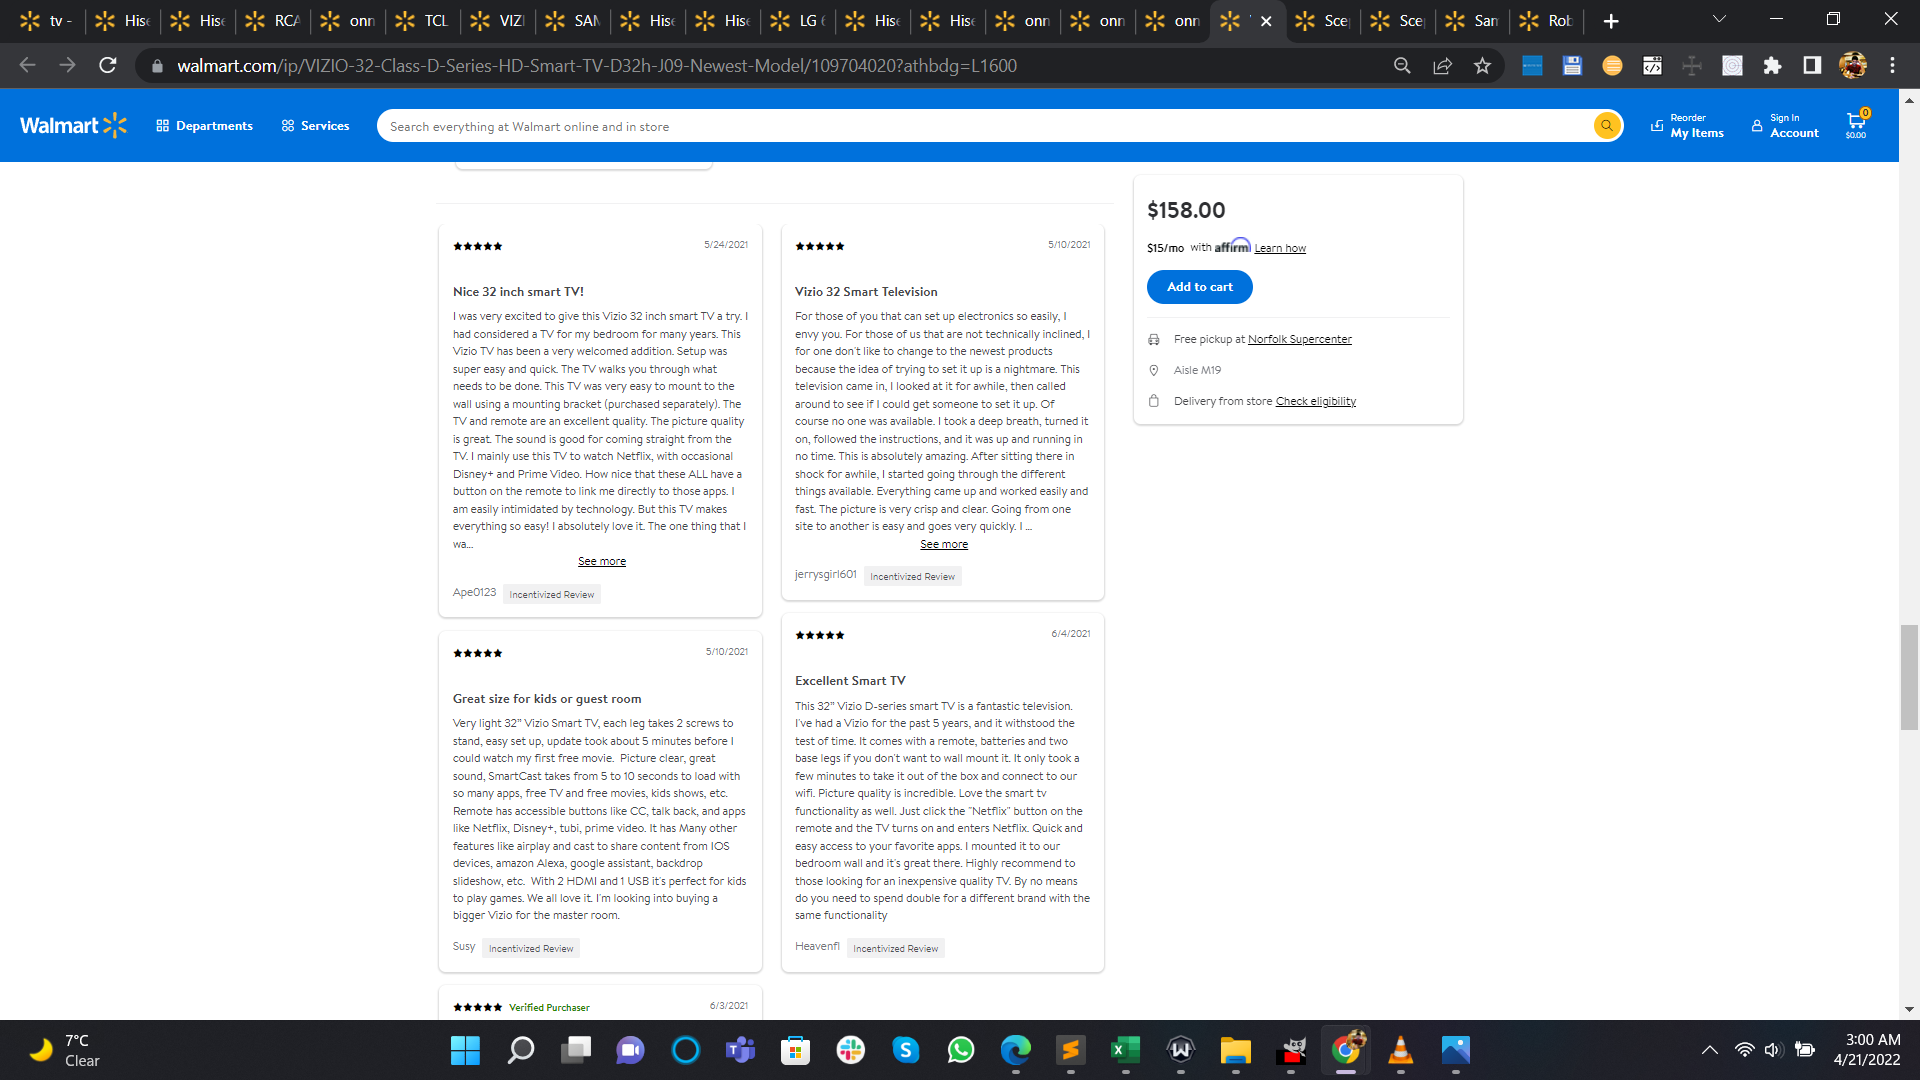 tv -
Hise
Hise
RCA
onn
TCL
VIZI
SAM
Hise
Hise
LG 6
Hise
Hise
onn
onn
onn
Scep
Scep
Sam
Rob
walmart.com/ip/VIZIO-32-Class-D-Series-HD-Smart-TV-D32h-J09-Newest-Model/109704020?athbdg=L1600
Walmart
Departments
Services
Search everything at Walmart online and in store
Reorder
My Items
Sign In
Account
0
$0.00
5/24/2021
Nice 32 inch smart TV!
I was very excited to give this Vizio 32 inch smart TV a try. I
had considered a TV for my bedroom for many years. This
Vizio TV has been a very welcomed addition. Setup was
super easy and quick. The TV walks you through what
needs to be done. This TV was very easy to mount to the
wall using a mounting bracket (purchased separately). The
TV and remote are an excellent quality. The picture quality
is great. The sound is good for coming straight from the
TV. I mainly use this TV to watch Netflix, with occasional
Disney+ and Prime Video. How nice that these ALL have a
button on the remote to link me directly to those apps. I
am easily intimidated by technology. But this TV makes
everything so easy! I absolutely love it. The one thing that I
wa...
See more
Ape0123
Incentivized Review
5/10/2021
Great size for kids or guest room
Very light 32” Vizio Smart TV, each leg takes 2 screws to
stand, easy set up, update took about 5 minutes before I
could watch my first free movie.  Picture clear, great
sound, SmartCast takes from 5 to 10 seconds to load with
so many apps, free TV and free movies, kids shows, etc.
Remote has accessible buttons like CC, talk back, and apps
like Netflix, Disney+, tubi, prime video. It has Many other
features like airplay and cast to share content from IOS
devices, amazon Alexa, google assistant, backdrop
slideshow, etc.  With 2 HDMI and 1 USB it's perfect for kids
to play games. We all love it. I'm looking into buying a
bigger Vizio for the master room.
Susy
Incentivized Review
Verified Purchaser
6/3/2021
5/10/2021
Vizio 32 Smart Television
For those of you that can set up electronics so easily, I
envy you. For those of us that are not technically inclined, I
for one don't like to change to the newest products
because the idea of trying to set it up is a nightmare. This
television came in, I looked at it for awhile, then called
around to see if I could get someone to set it up. Of
course no one was available. I took a deep breath, turned it
on, followed the instructions, and it was up and running in
no time. This is absolutely amazing. After sitting there in
shock for awhile, I started going through the different
things available. Everything came up and worked easily and
fast. The picture is very crisp and clear. Going from one
site to another is easy and goes very quickly. I ...
See more
jerrysgirl601
Incentivized Review
6/4/2021
Excellent Smart TV
This 32” Vizio D-series smart TV is a fantastic television.
I've had a Vizio for the past 5 years, and it withstood the
test of time. It comes with a remote, batteries and two
base legs if you don't want to wall mount it. It only took a
few minutes to take it out of the box and connect to our
wifi. Picture quality is incredible. Love the smart tv
functionality as well. Just click the "Netflix" button on the
remote and the TV turns on and enters Netflix. Quick and
easy access to your favorite apps. I mounted it to our
bedroom wall and it's great there. Highly recommend to
those looking for an inexpensive quality TV. By no means
do you need to spend double for a different brand with the
same functionality
Heavenfl
Incentivized Review
$158.00
$15/mo with affirm Learn how
Add to cart
Free pickup at Norfolk Supercenter
Aisle M19
Delivery from store Check eligibility
7°C
Clear
3:00 AM
4/21/2022